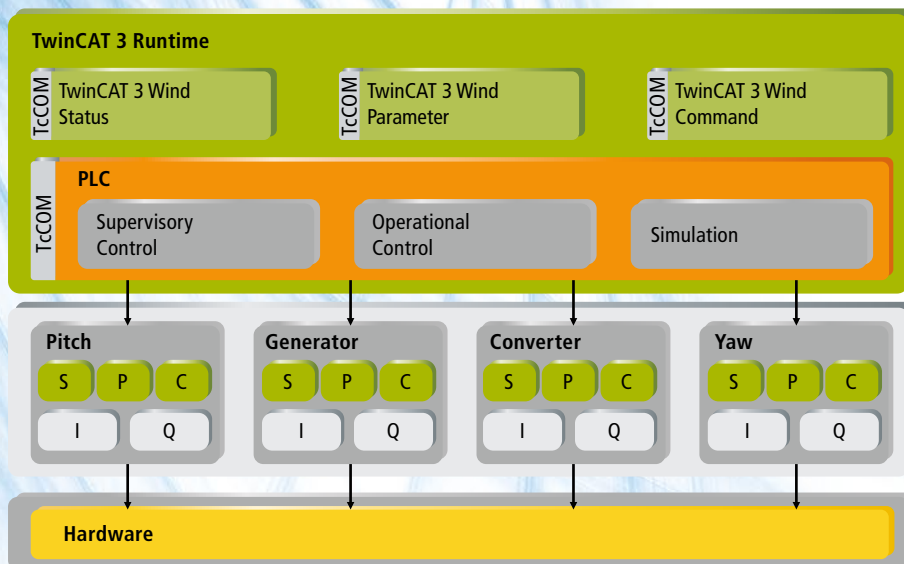 TwinCAT 3 Runtime
TcCOM
TwinCAT 3 Wind
Status
TcCOM
TwinCAT 3 Wind
Parameter
TcCOM
TwinCAT 3 Wind
Command
TcCOM
PLC
Supervisory
Control
Operational
Control
Simulation
Pitch
S P C
I Q
Generator
S P C
I Q
Converter
S P C
I Q
Yaw
S P C
I Q
Hardware